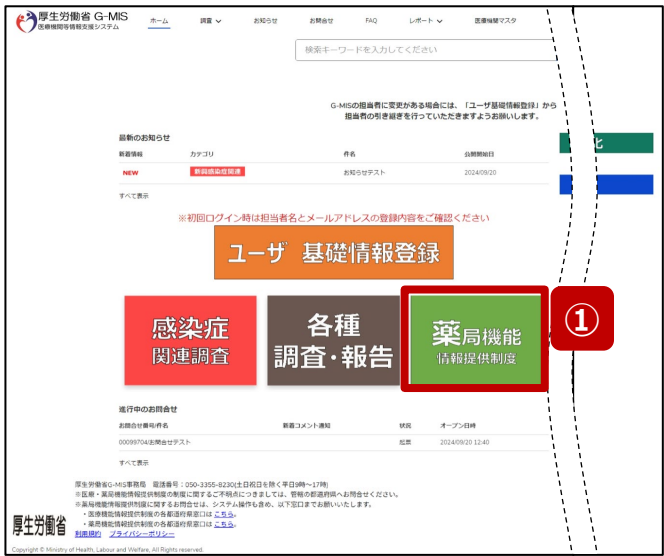 厚生労働省 G-MIS
医療機関等情報支援システム
ホーム 調査 お知らせ お問合せ FAQ レポート 医療機関マスタ
検索キーワードを入力してください
G-MISの担当者に変更がある場合には、「ユーザ基礎情報登録」から
担当者の引き継ぎを行っていただきますようお願いします。
最新のお知らせ
新着情報 カテゴリ 件名 公開開始日
NEW 新興感染症関連 お知らせテスト 2024/09/20
すべて表示
化
※初回ログイン時は担当者名とメールアドレスの登録内容をご確認ください
ユーザ 基礎情報登録
感染症
関連調査
各種
調査・報告
薬局機能
情報提供制度
①
進行中のお問合せ
お問合せ番号/件名 新着コメント通知 状況 オープン日時
00099704/お問合せテスト 起票 2024/09/20 12:40
すべて表示
厚生労働省G-MIS事務局 電話番号：050-3355-8230(土日祝日を除く平日9時～17時)
※医療・薬局機能情報提供制度の制度に関するご不明点につきましては、管轄の都道府県へお問合せください。
※薬局機能情報提供制度に関するお問合せは、システム操作も含め、以下窓口までお願いいたします。
・医療機能情報提供制度の各都道府県窓口は こちら。
・薬局機能情報提供制度の各都道府県窓口は こちら。
厚生労働省
利用規約 プライバシーポリシー
Copyright © Ministry of Health, Labour and Welfare, All Rights reserved.